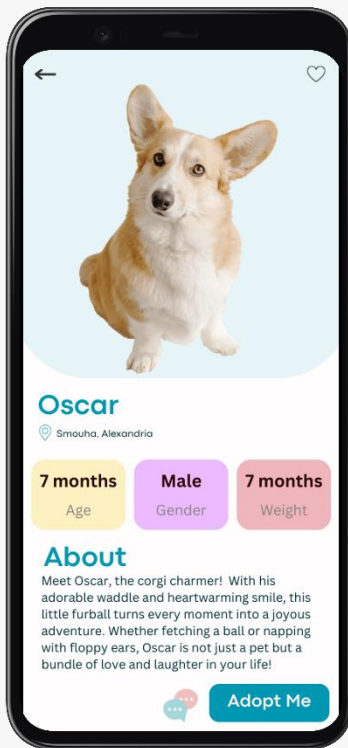 Oscar
Smouha, Alexandria
7 months Male 7 months
Age Gender Weight
About
Meet Oscar, the corgi charmer! With his
adorable waddle and heartwarming smile, this
little furball turns every moment into a joyous
adventure. Whether fetching a ball or napping
with floppy ears, Oscar is not just a pet but a
bundle of love and laughter in your life!
Adopt Me